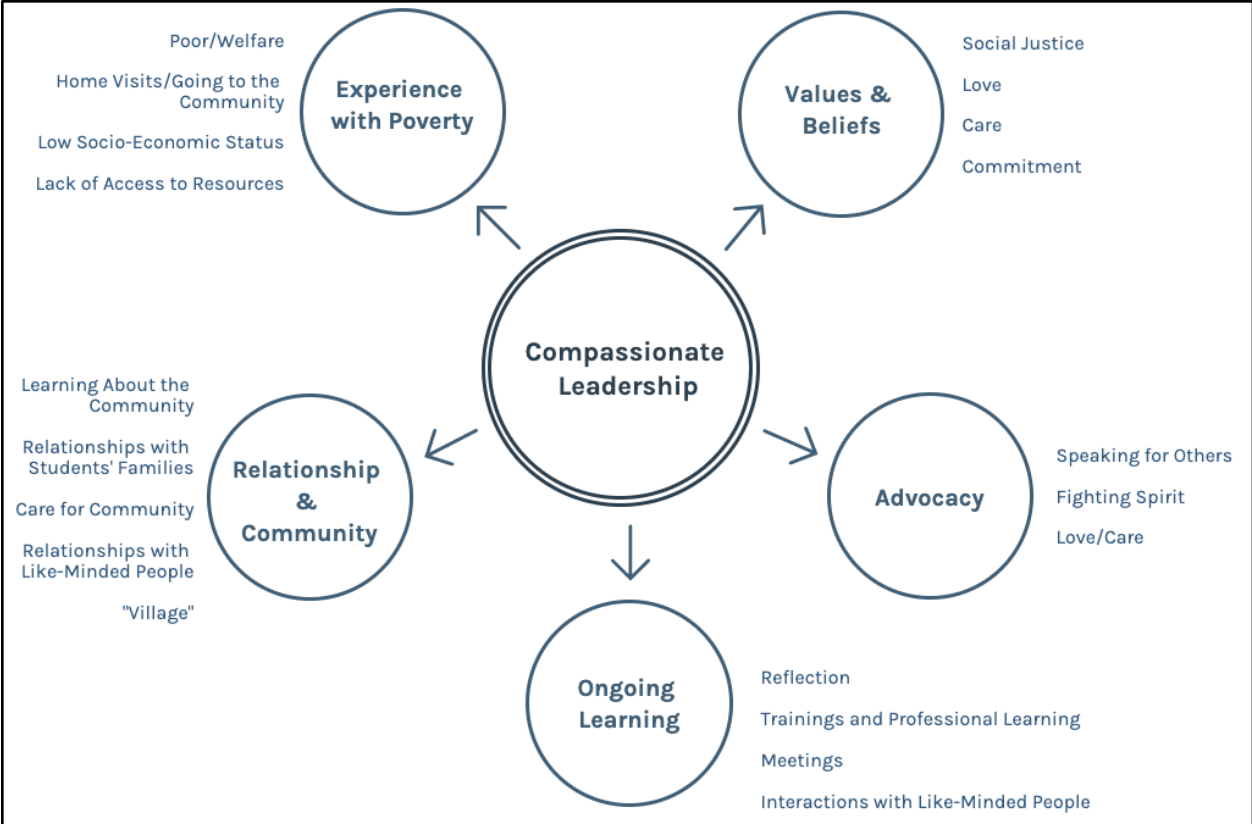 Poor/Welfare
Home Visits/Going to the
Community
Low Socio-Economic Status
Lack of Access to Resources
Experience
with Poverty
Values &
Beliefs
Social Justice
Love
Care
Commitment
Compassionate
Leadership
Learning About the
Community
Relationships with
Students' Families
Care for Community
Relationships with
Like-Minded People
"Village"
Relationship
&
Community
Advocacy
Speaking for Others
Fighting Spirit
Love/Care
Ongoing
Learning
Reflection
Trainings and Professional Learning
Meetings
Interactions with Like-Minded People